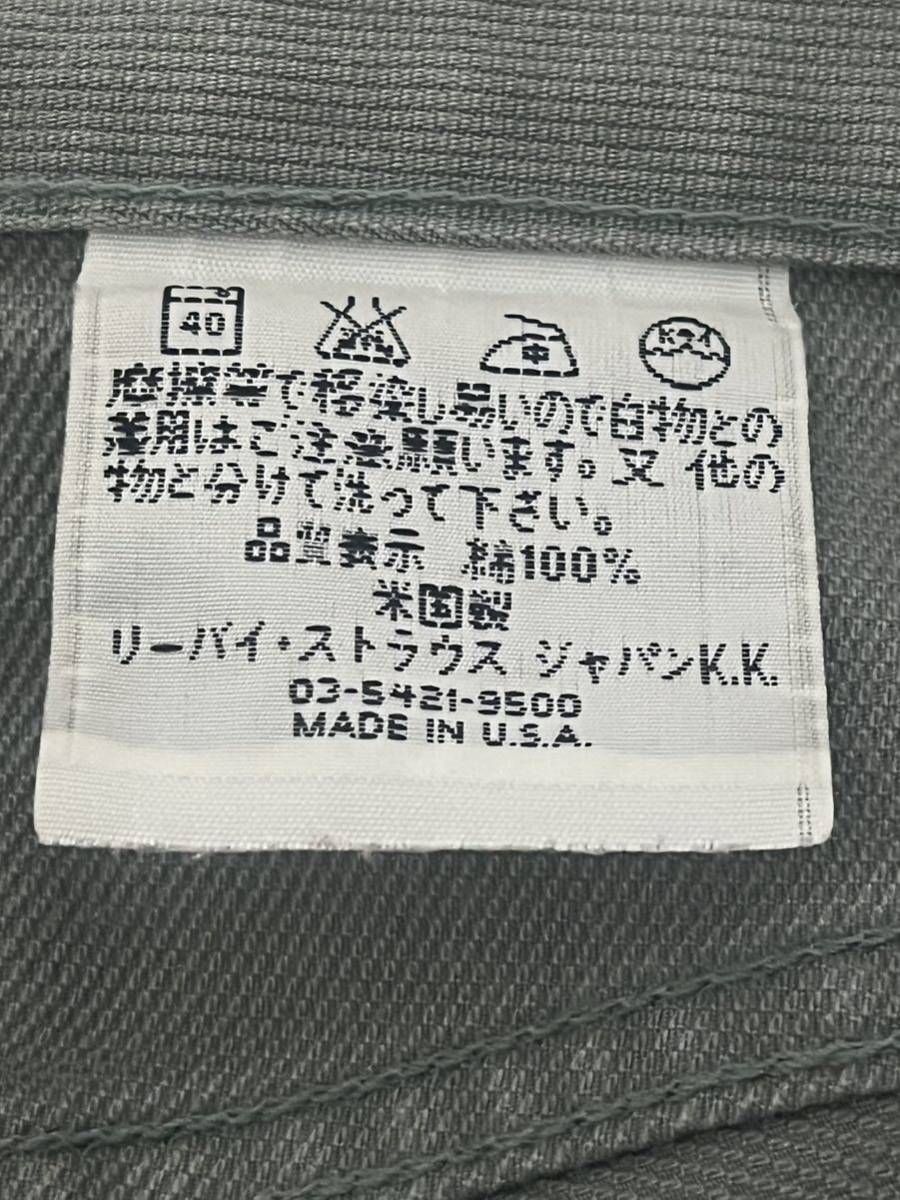 40
中
摩擦等で移染し易いので白物との
着用はご注意願います。又 他の
物と分けて洗って下さい。
品質表示 綿100%
米国製
リーバイ・ストラウス ジャパンK.K.
03-5421-9500
MADE IN U.S.A.